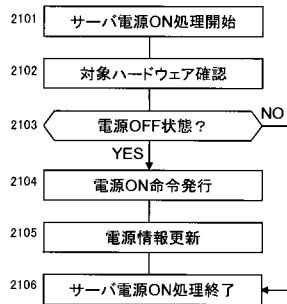 2101 サーバ電源ON処理開始
2102 対象ハードウェア確認
2103 電源OFF状態？ NO
YES
2104 電源ON命令発行
2105 電源情報更新
2106 サーバ電源ON処理終了